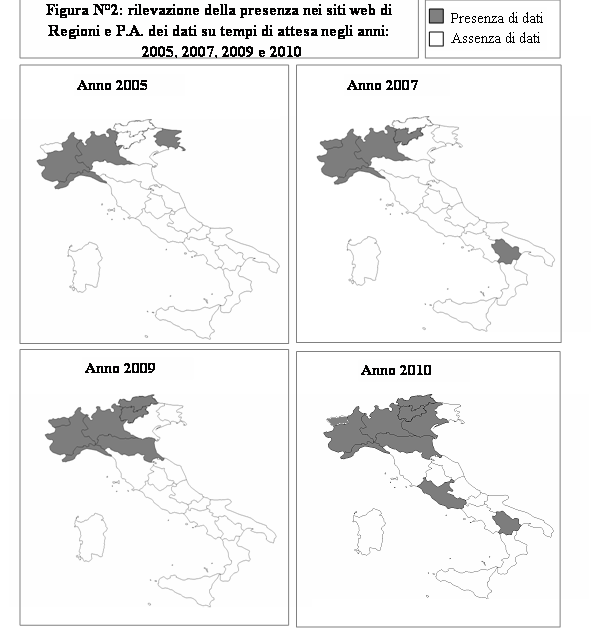 Figura N°2: rilevazione della presenza nei siti web di
Regioni e P.A. dei dati su tempi di attesa negli anni:
2005, 2007, 2009 e 2010
Presenza di dati
Assenza di dati
Anno 2005
Anno 2007
Anno 2009
Anno 2010